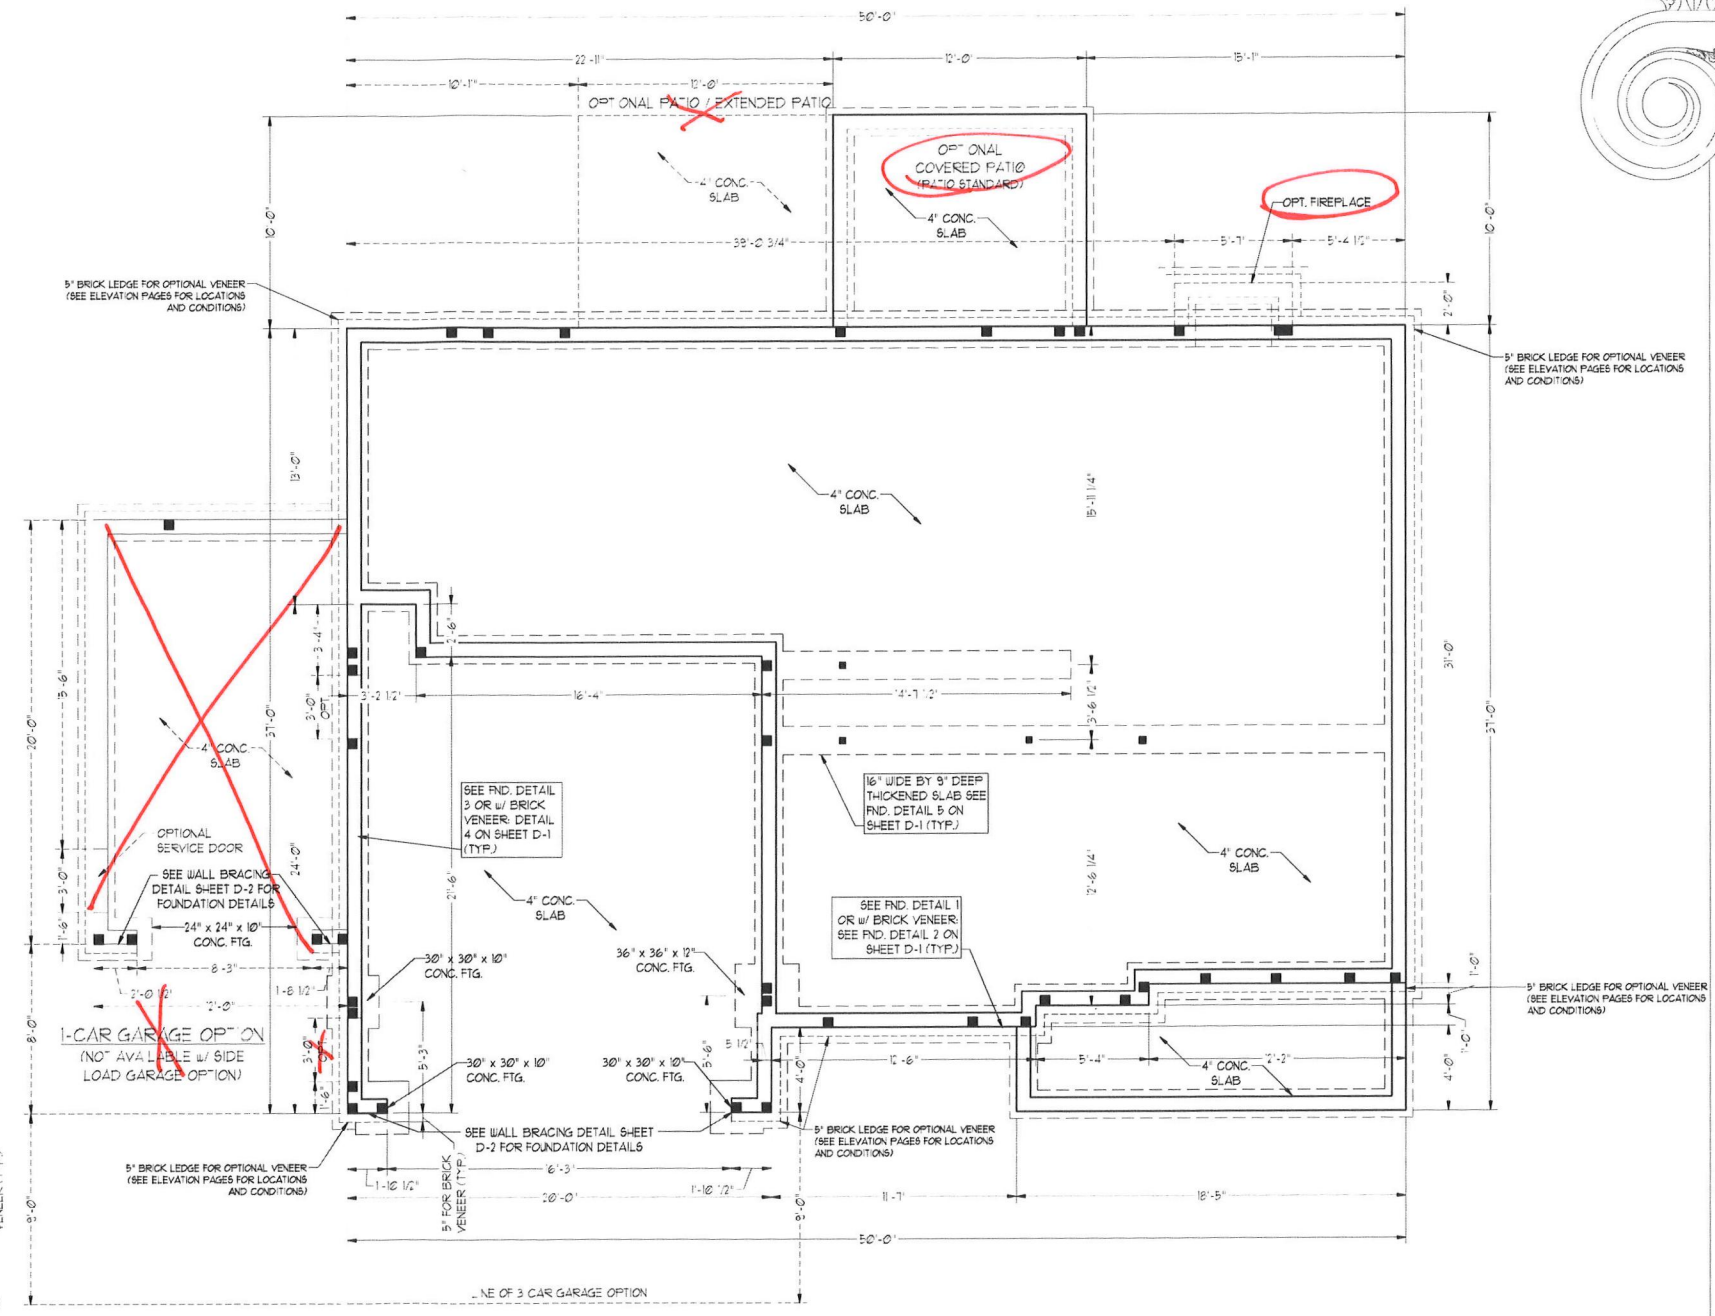 50'-0"
22'-11"
12'-0"
15'-1"
10'-1"
12'-0"
OPTIONAL PATIO / EXTENDED PATIO
OPTIONAL
COVERED PATIO
(PATIO STANDARD)
4" CONC.
SLAB
4" CONC.
SLAB
OPT. FIREPLACE
10'-0"
10'-0"
38'-0 3/4"
5'-7"
5'-4 1/2"
2'-0"
5" BRICK LEDGE FOR OPTIONAL VENEER
(SEE ELEVATION PAGES FOR LOCATIONS
AND CONDITIONS)
5" BRICK LEDGE FOR OPTIONAL VENEER
(SEE ELEVATION PAGES FOR LOCATIONS
AND CONDITIONS)
13'-0"
4" CONC.
SLAB
15'-11 1/4"
3'-4"
2'-6"
31'-0"
15'-6"
3'-2 1/2"
16'-4"
14'-7 1/2"
3'-6 1/2"
3'-0"
OPT.
37'-0"
37'-0"
20'-0"
4" CONC.
SLAB
SEE FND. DETAIL
3 OR w/ BRICK
VENEER: DETAIL
4 ON SHEET D-1
(TYP.)
16" WIDE BY 9" DEEP
THICKENED SLAB SEE
FND. DETAIL 5 ON
SHEET D-1 (TYP.)
OPTIONAL
SERVICE DOOR
24'-0"
21'-6"
4" CONC.
SLAB
12'-6 1/4"
3'-0"
SEE WALL BRACING
DETAIL SHEET D-2 FOR
FOUNDATION DETAILS
4" CONC.
SLAB
SEE FND. DETAIL 1
OR w/ BRICK VENEER:
SEE FND. DETAIL 2 ON
SHEET D-1 (TYP.)
1'-6"
24" x 24" x 10"
CONC. FTG.
30" x 30" x 10"
CONC. FTG.
36" x 36" x 12"
CONC. FTG.
8'-3"
2'-0 1/2"
1'-8 1/2"
12'-0"
1'-0"
5" BRICK LEDGE FOR OPTIONAL VENEER
(SEE ELEVATION PAGES FOR LOCATIONS
AND CONDITIONS)
8'-0"
1-CAR GARAGE OPTION
(NOT AVAILABLE w/ SIDE
LOAD GARAGE OPTION)
3'-0"
5'-3"
5'-6"
5 1/2"
4'-0"
12'-6"
5'-4"
12'-2"
1'-0"
4'-0"
30" x 30" x 10"
CONC. FTG.
30" x 30" x 10"
CONC. FTG.
4" CONC.
SLAB
1'-6"
SEE WALL BRACING DETAIL SHEET
D-2 FOR FOUNDATION DETAILS
5" BRICK LEDGE FOR OPTIONAL VENEER
(SEE ELEVATION PAGES FOR LOCATIONS
AND CONDITIONS)
5" BRICK LEDGE FOR OPTIONAL VENEER
(SEE ELEVATION PAGES FOR LOCATIONS
AND CONDITIONS)
1'-10 1/2"
16'-3"
1'-10 1/2"
5" FOR BRICK
VENEER (TYP.)
20'-0"
11'-7"
18'-5"
9'-0"
9'-0"
50'-0"
LINE OF 3 CAR GARAGE OPTION